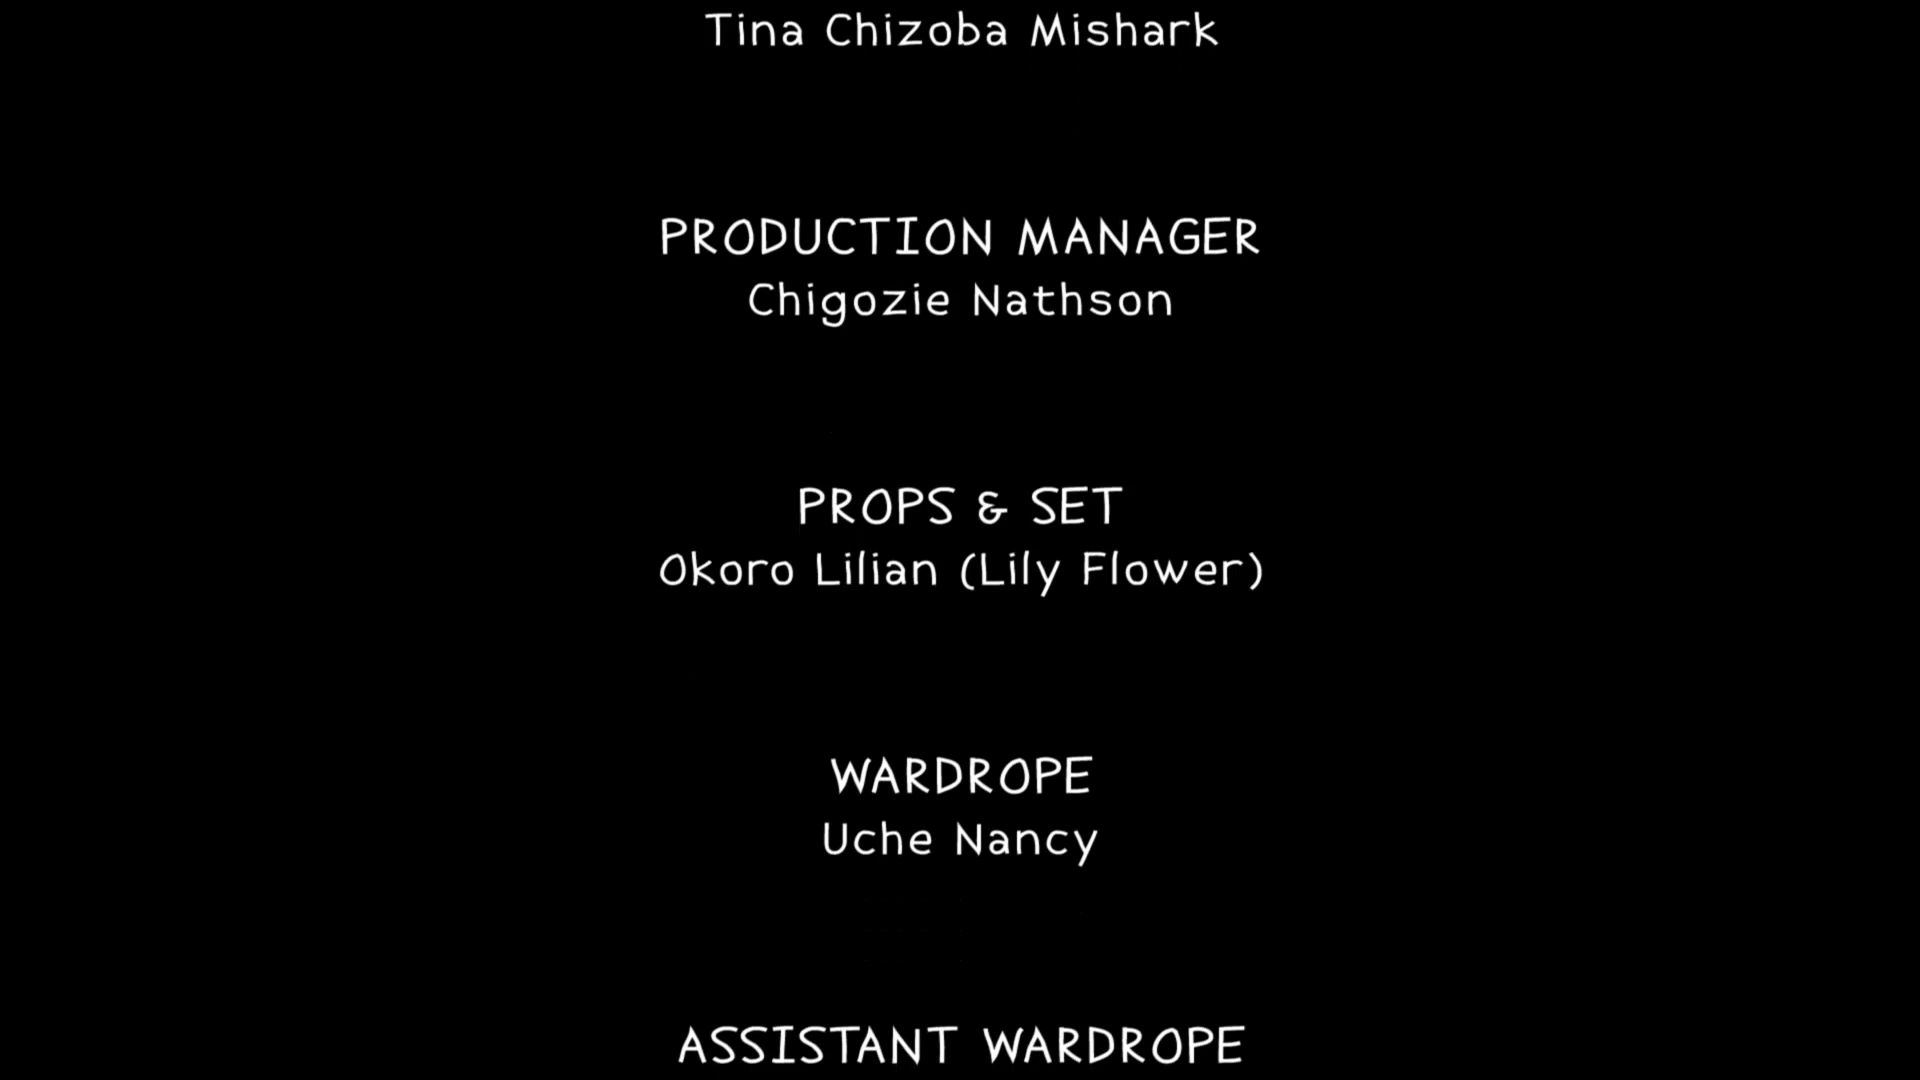 Tina Chizoba Mishark
PRODUCTION MANAGER
Chigozie Nathson
PROPS & SET
Okoro Lilian (Lily Flower)
WARDROPE
Uche Nancy
ASSISTANT WARDROPE